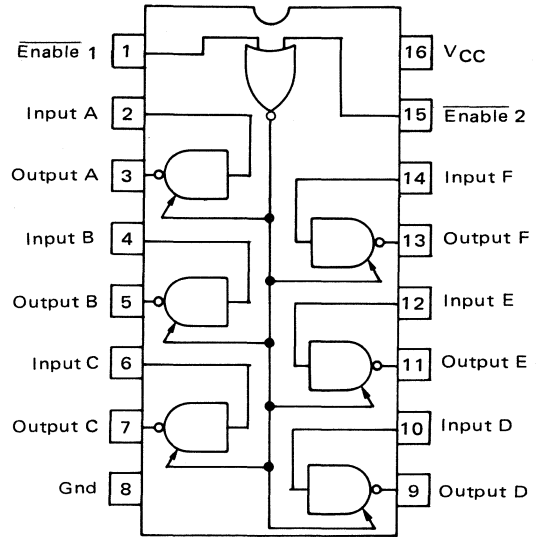 Enable 1 1
Input A 2
Output A 3
Input B 4
Output B 5
Input C 6
Output C 7
Gnd 8
16 VCC
15 Enable 2
14 Input F
13 Output F
12 Input E
11 Output E
10 Input D
9 Output D